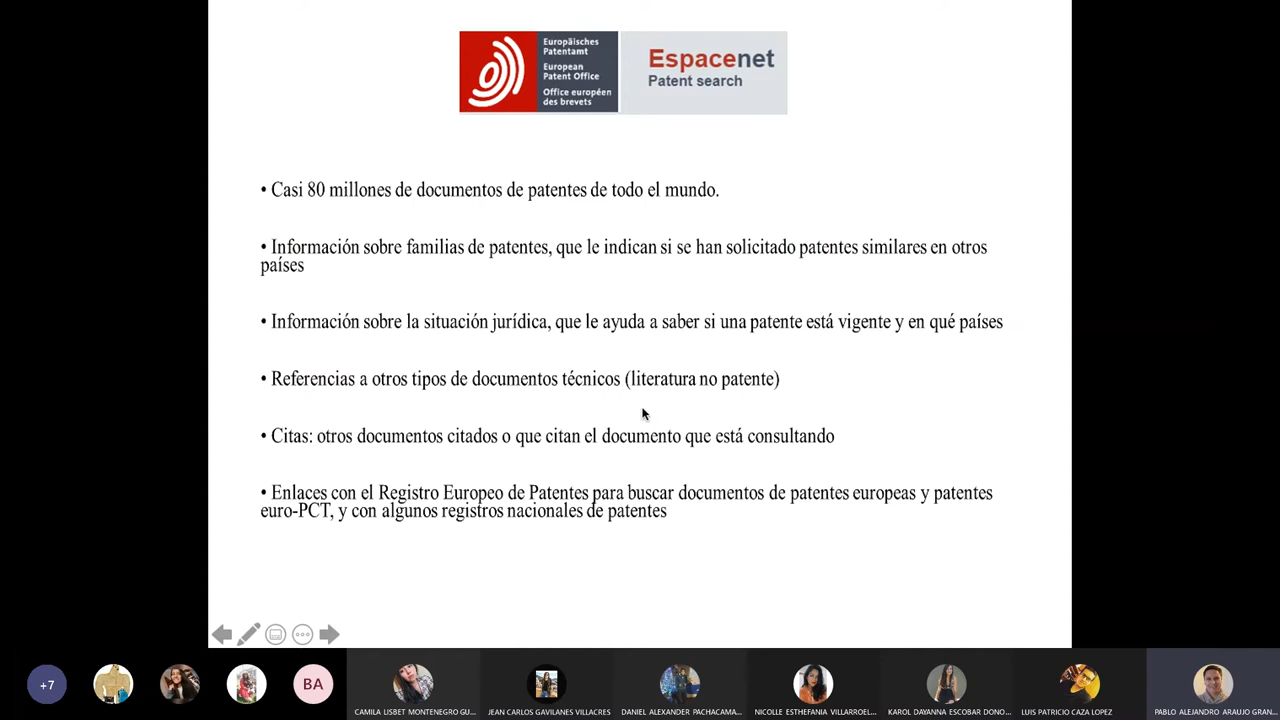 Europäisches
Patentamt
European
Patent Office
Office européen
des brevets
Espacenet
Patent search
• Casi 80 millones de documentos de patentes de todo el mundo.
• Información sobre familias de patentes, que le indican si se han solicitado patentes similares en otros
países
• Información sobre la situación jurídica, que le ayuda a saber si una patente está vigente y en qué países
• Referencias a otros tipos de documentos técnicos (literatura no patente)
• Citas: otros documentos citados o que citan el documento que está consultando
• Enlaces con el Registro Europeo de Patentes para buscar documentos de patentes europeas y patentes
euro-PCT, y con algunos registros nacionales de patentes
+7
BA
CAMILA LISBET MONTENEGRO GU...
JEAN CARLOS GAVILANES VILLACRES
DANIEL ALEXANDER PACHACAMA...
NICOLLE ESTHEFANIA VILLARROEL...
KAROL DAYANNA ESCOBAR DONO...
LUIS PATRICIO CAZA LOPEZ
PABLO ALEJANDRO ARAUJO GRAN...